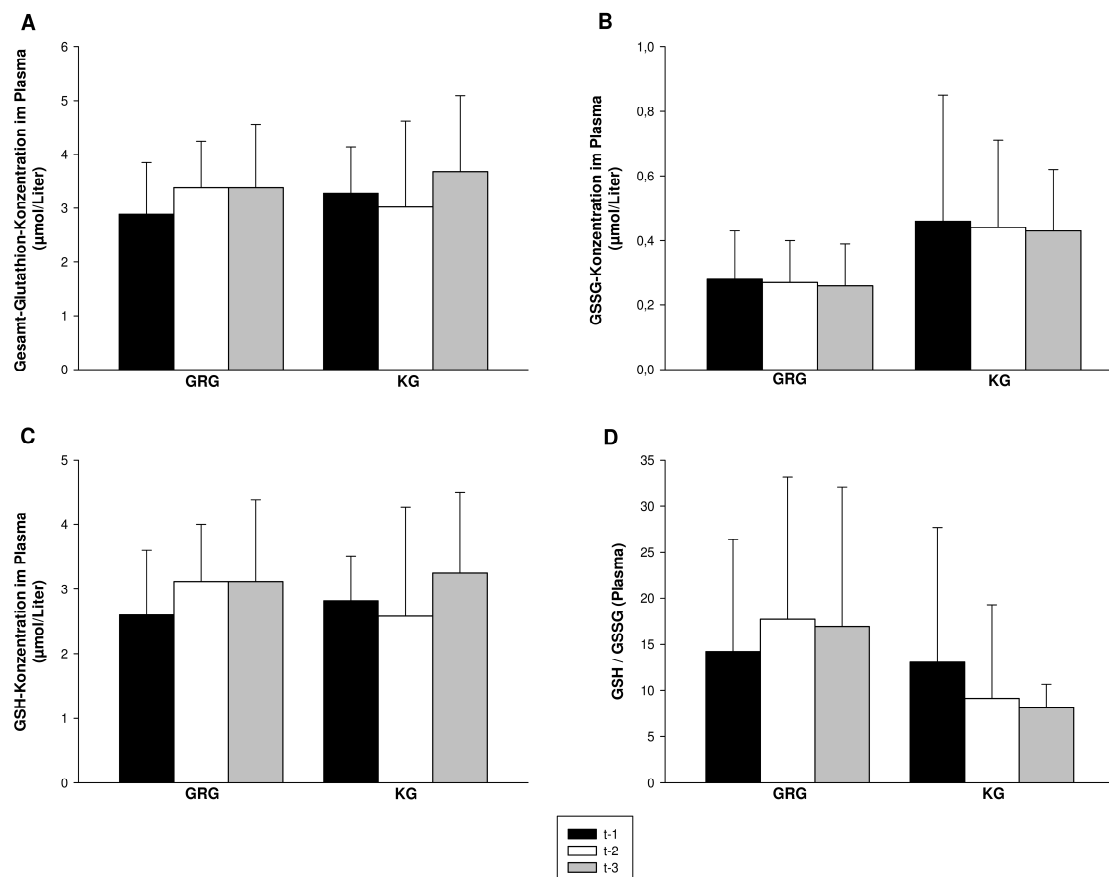 A
Gesamt-Glutathion-Konzentration im Plasma
(µmol/Liter)
6
5
4
3
2
1
0
GRG
KG
B
GSSG-Konzentration im Plasma
(µmol/Liter)
1,0
0,8
0,6
0,4
0,2
0,0
GRG
KG
C
GSH-Konzentration im Plasma
(µmol/Liter)
5
4
3
2
1
0
GRG
KG
D
GSH / GSSG (Plasma)
35
30
25
20
15
10
5
0
GRG
KG
t-1
t-2
t-3